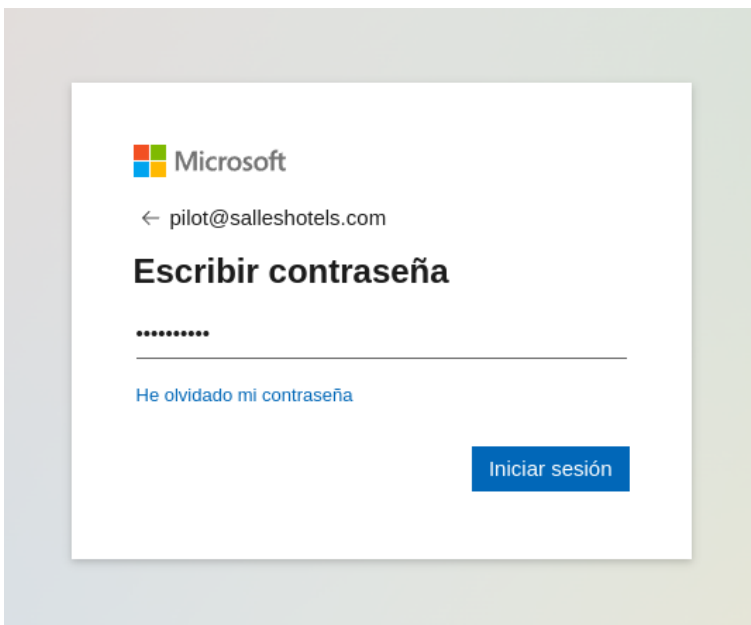 Microsoft
← pilot@salleshotels.com
Escribir contraseña
••••••••••
He olvidado mi contraseña
Iniciar sesión